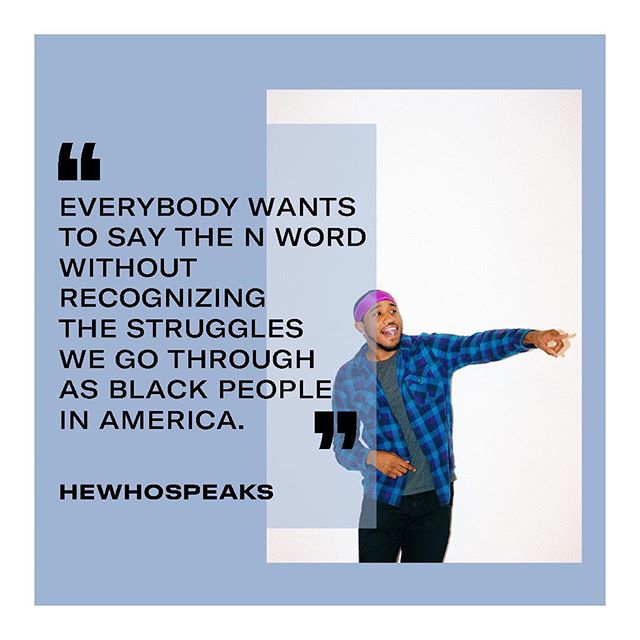 “
EVERYBODY WANTS
TO SAY THE N WORD
WITHOUT
RECOGNIZING
THE STRUGGLES
WE GO THROUGH
AS BLACK PEOPLE
IN AMERICA.
”
HEWHOSPEAKS